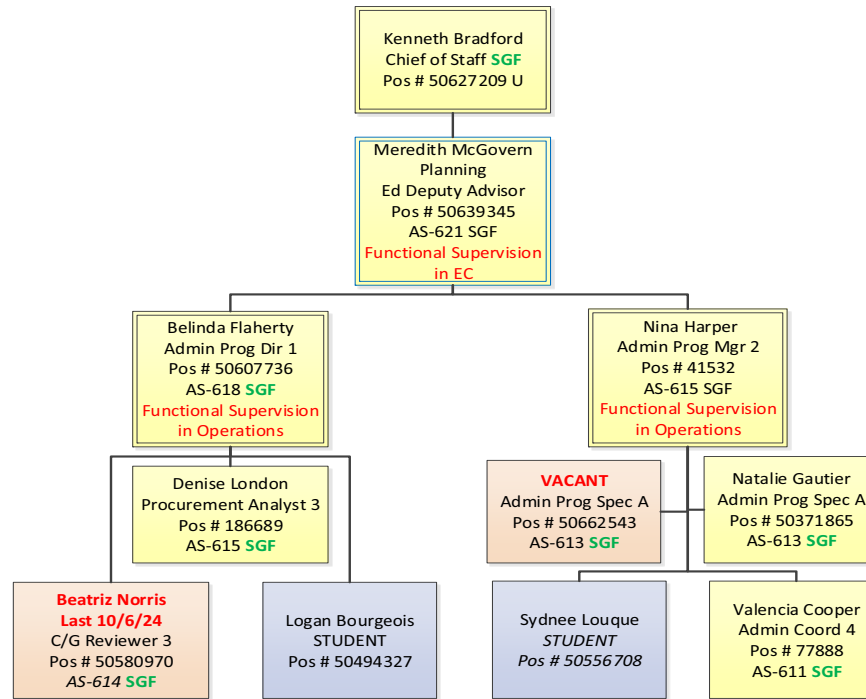 Kenneth Bradford
Chief of Staff SGF
Pos # 50627209 U
Meredith McGovern
Planning
Ed Deputy Advisor
Pos # 50639345
AS-621 SGF
Functional Supervision
in EC
Belinda Flaherty
Admin Prog Dir 1
Pos # 50607736
AS-618 SGF
Functional Supervision
in Operations
Nina Harper
Admin Prog Mgr 2
Pos # 41532
AS-615 SGF
Functional Supervision
in Operations
Denise London
Procurement Analyst 3
Pos # 186689
AS-615 SGF
VACANT
Admin Prog Spec A
Pos # 50662543
AS-613 SGF
Natalie Gautier
Admin Prog Spec A
Pos # 50371865
AS-613 SGF
Beatriz Norris
Last 10/6/24
C/G Reviewer 3
Pos # 50580970
AS-614 SGF
Logan Bourgeois
STUDENT
Pos # 50494327
Sydnee Louque
STUDENT
Pos # 50556708
Valencia Cooper
Admin Coord 4
Pos # 77888
AS-611 SGF